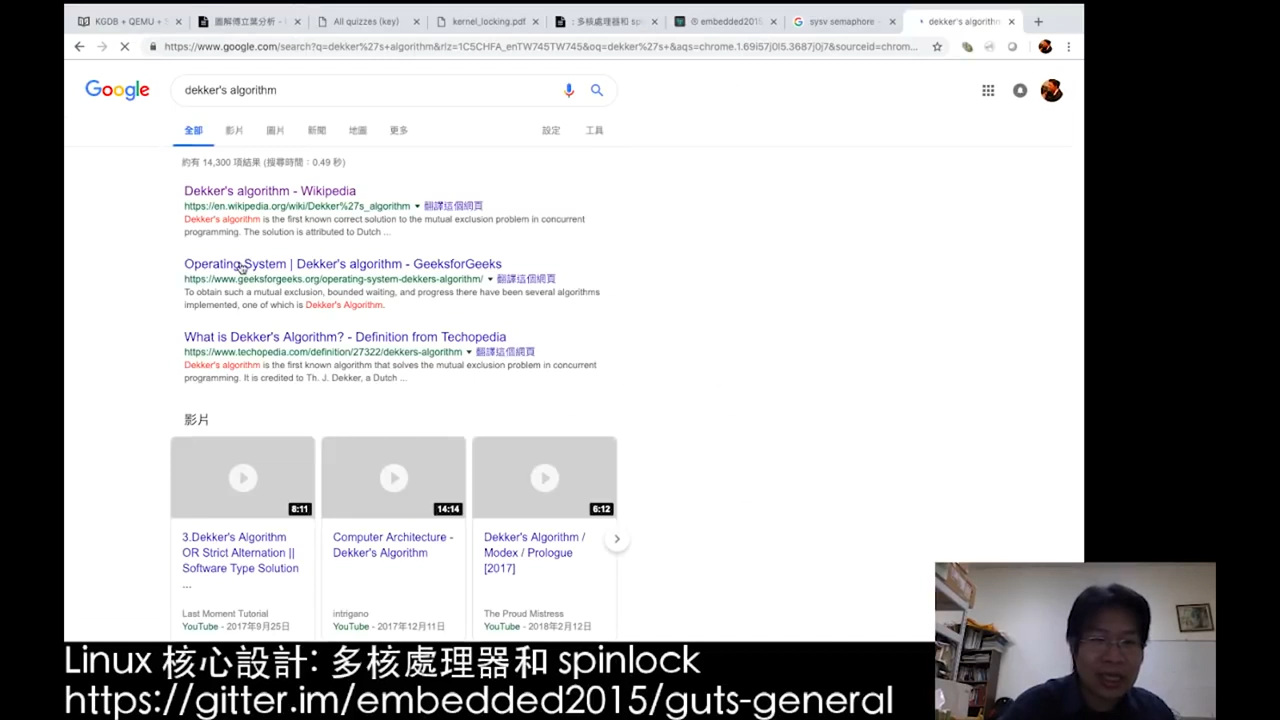 KGDB + QEMU + S
圖解傅立葉分析 -
All quizzes (key)
kernel_locking.pdf
: 多核處理器和 sp
embedded2015
sysv semaphore -
dekker's algorithm
https://www.google.com/search?q=dekker%27s+algorithm&rlz=1C5CHFA_enTW745TW745&oq=dekker%27s+&aqs=chrome.1.69i57j0l5.3687j0j7&sourceid=chrom...
Google
dekker's algorithm
全部 影片 圖片 新聞 地圖 更多 設定 工具
約有 14,300 項結果 (搜尋時間：0.49 秒)
Dekker's algorithm - Wikipedia
https://en.wikipedia.org/wiki/Dekker%27s_algorithm 翻譯這個網頁
Dekker's algorithm is the first known correct solution to the mutual exclusion problem in concurrent
programming. The solution is attributed to Dutch ...
Operating System | Dekker's algorithm - GeeksforGeeks
https://www.geeksforgeeks.org/operating-system-dekkers-algorithm/ 翻譯這個網頁
To obtain such a mutual exclusion, bounded waiting, and progress there have been several algorithms
implemented, one of which is Dekker's Algorithm.
What is Dekker's Algorithm? - Definition from Techopedia
https://www.techopedia.com/definition/27322/dekkers-algorithm 翻譯這個網頁
Dekker's algorithm is the first known algorithm that solves the mutual exclusion problem in concurrent
programming. It is credited to Th. J. Dekker, a Dutch ...
影片
8:11
14:14
6:12
3.Dekker's Algorithm
OR Strict Alternation ||
Software Type Solution
...
Last Moment Tutorial
YouTube - 2017年9月25日
Computer Architecture -
Dekker's Algorithm
intrigano
YouTube - 2017年12月11日
Dekker's Algorithm /
Modex / Prologue
[2017]
The Proud Mistress
YouTube - 2018年2月12日
Linux 核心設計: 多核處理器和 spinlock
https://gitter.im/embedded2015/guts-general